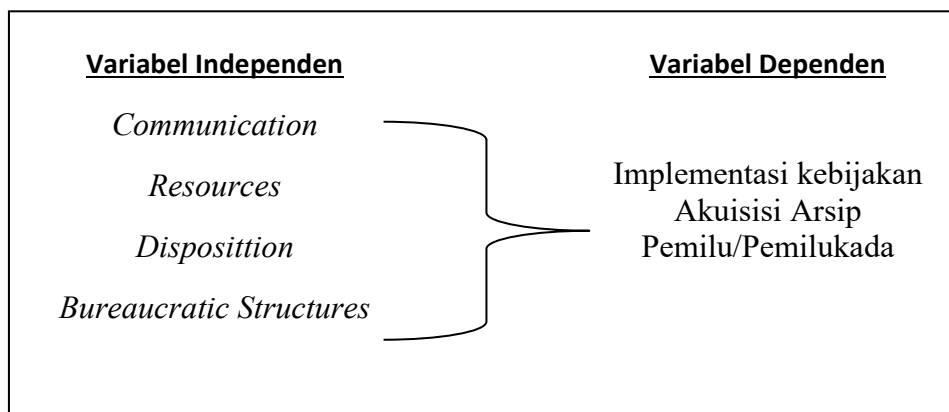 Variabel Independen
Communication
Resources
Disposittion
Bureaucratic Structures
Variabel Dependen
Implementasi kebijakan
Akuisisi Arsip
Pemilu/Pemilukada